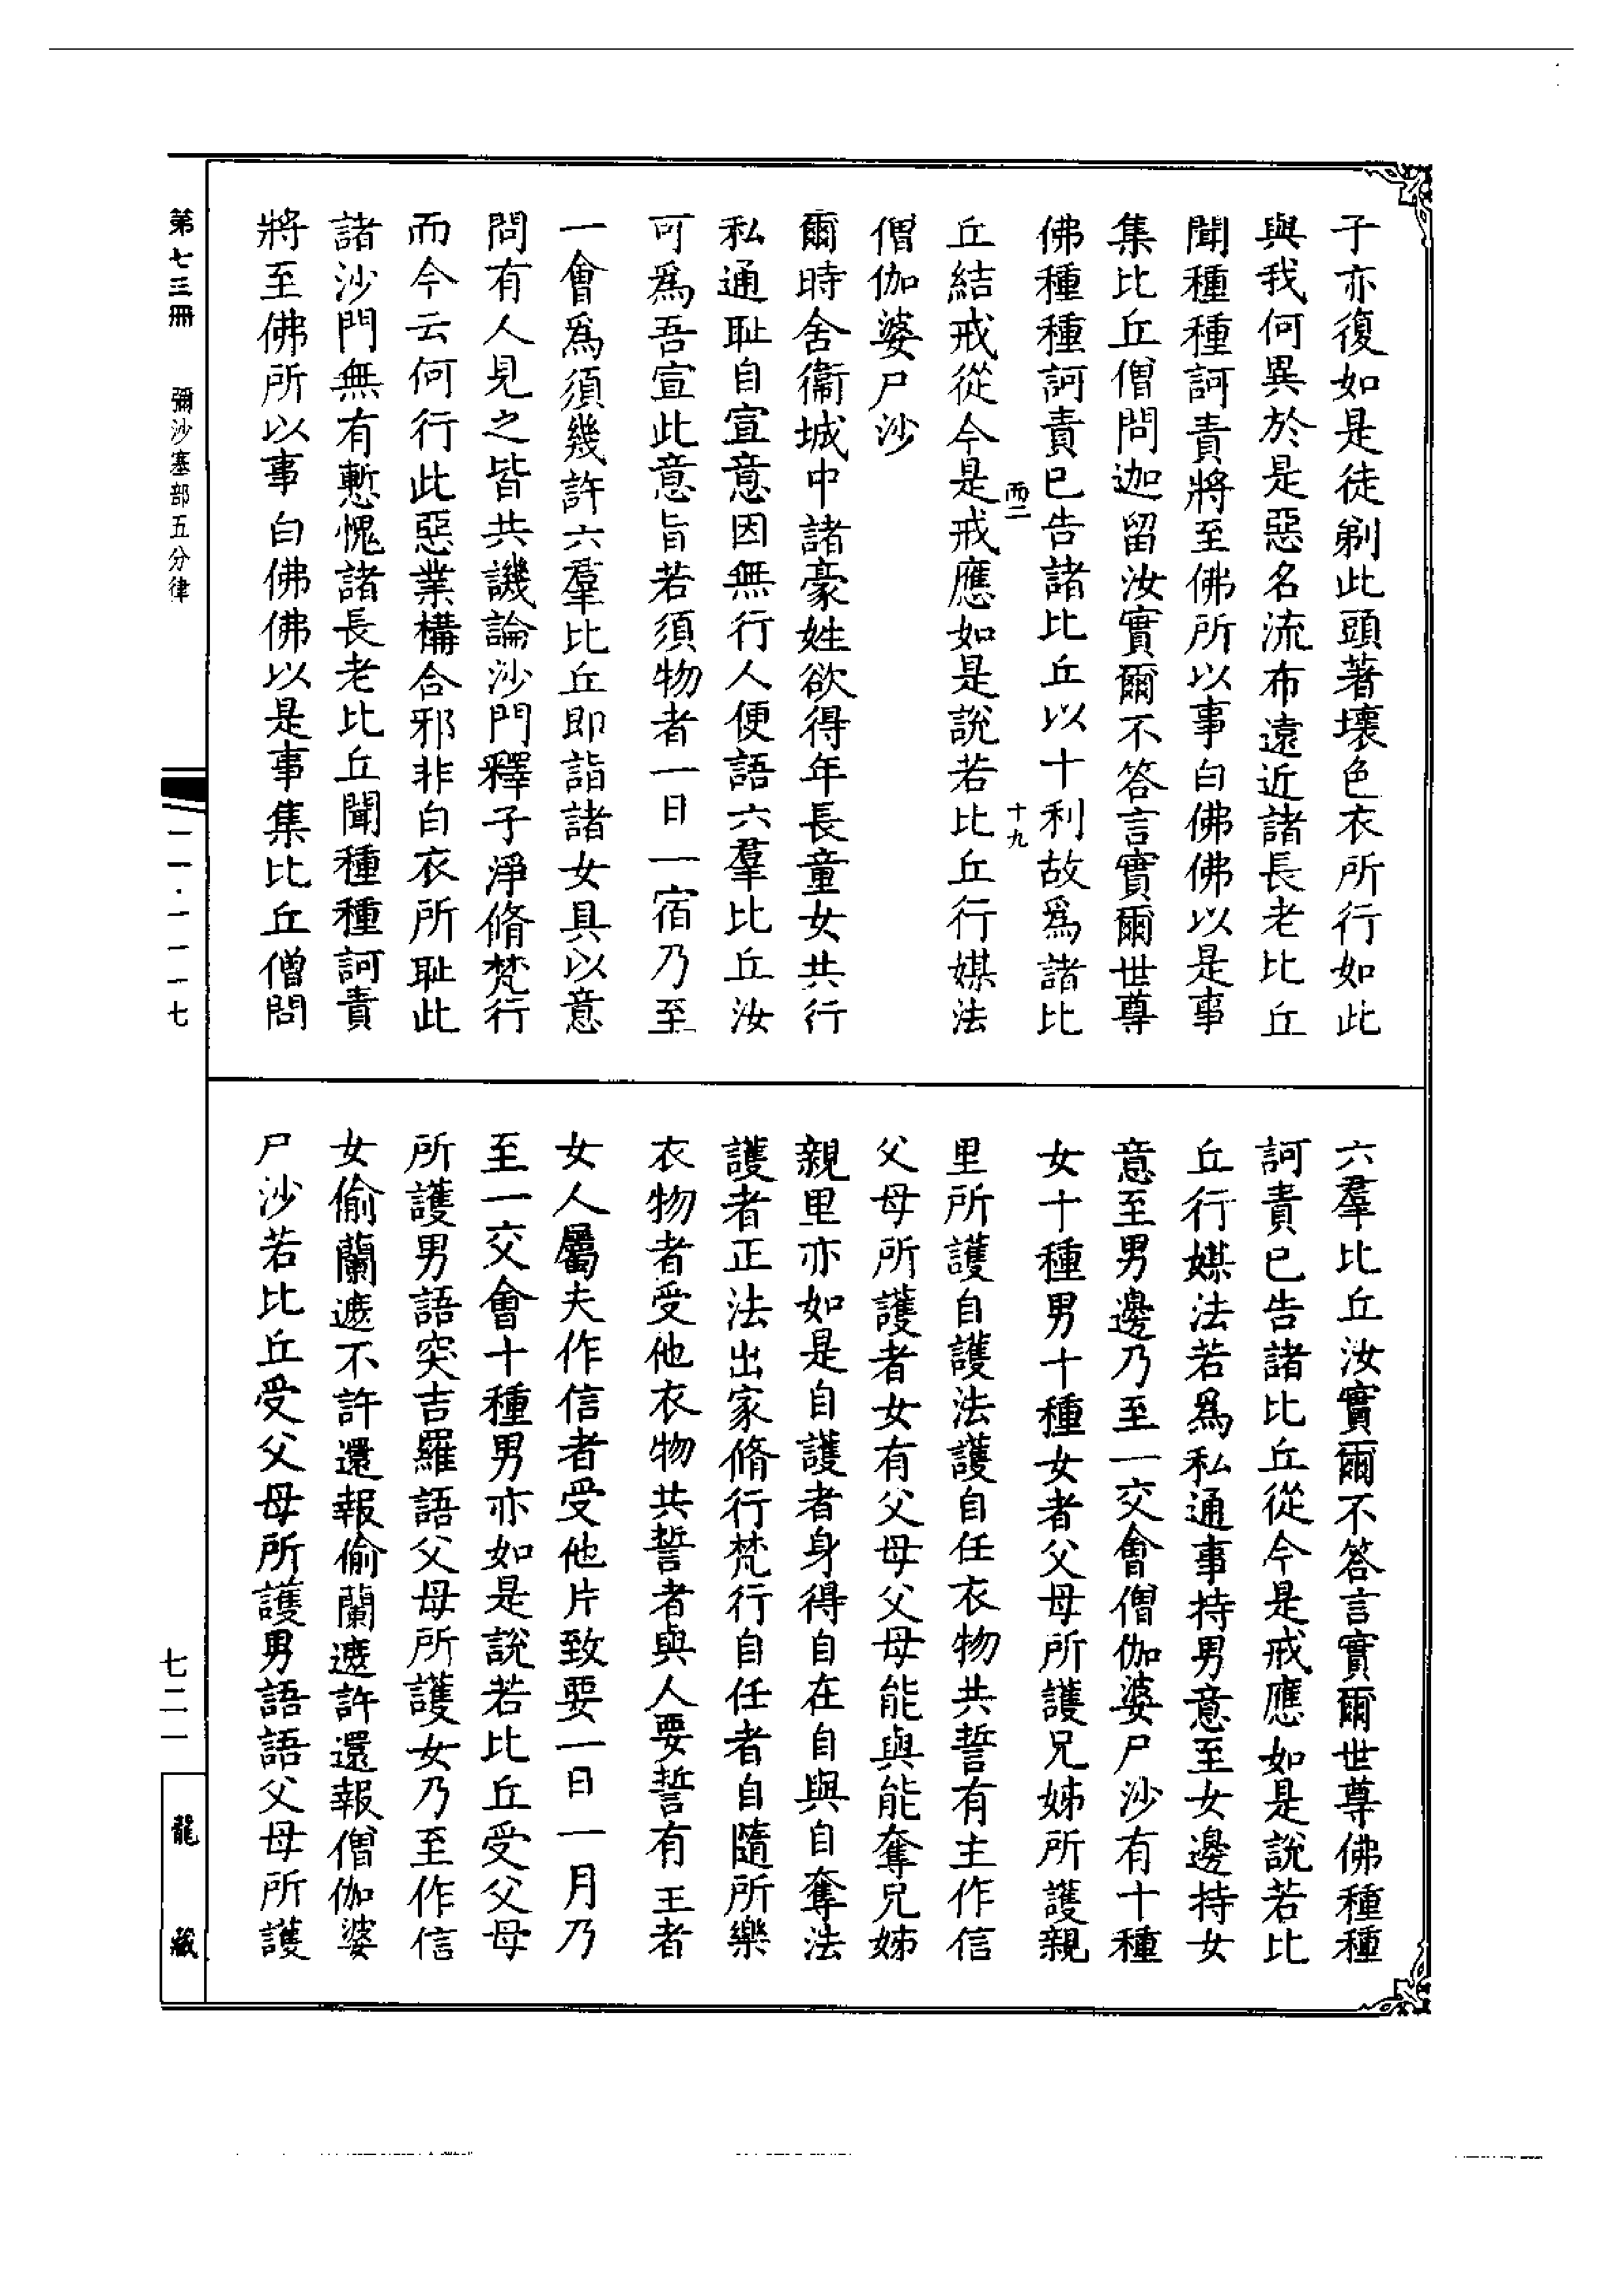 子亦復如是徒剃此頭著壞色衣所行如此
與我何異於是惡名流布遠近諸長老比丘
聞種種訶責將至佛所以事白佛佛以是事
集比丘僧問迦留汝實爾不答言實爾世尊
佛種種訶責已告諸比丘以十利故爲諸比
而二 十九
丘結戒從今是戒應如是說若比丘行媒法
僧伽婆尸沙
爾時舍衞城中諸豪姓欲得年長童女共行
私通耻自宣意因無行人便語六羣比丘汝
可爲吾宣此意旨若須物者一日一宿乃至
一會爲須幾許六羣比丘即詣諸女具以意
問有人見之皆共譏論沙門釋子淨脩梵行
而今云何行此惡業構合邪非白衣所耻此
諸沙門無有慙愧諸長老比丘聞種種訶責
將至佛所以事白佛佛以是事集比丘僧問
六羣比丘汝實爾不答言實爾世尊佛種種
訶責已告諸比丘從今是戒應如是說若比
丘行媒法若爲私通事持男意至女邊持女
意至男邊乃至一交會僧伽婆尸沙有十種
女十種男十種女者父母所護兄姊所護親
里所護自護法護自任衣物共誓有主作信
父母所護者女有父母父母能與能奪兄姊
親里亦如是自護者身得自在自與自奪法
護者正法出家脩行梵行自任者自隨所樂
衣物者受他衣物共誓者與人要誓有主者
女人屬夫作信者受他片致要一日一月乃
至一交會十種男亦如是說若比丘受父母
所護男語突吉羅語父母所護女乃至作信
女偷蘭遮不許還報偷蘭遮許還報僧伽婆
尸沙若比丘受父母所護男語語父母所護
第七三冊 彌沙塞部五分律
一一·一一一七
七二一
龍藏